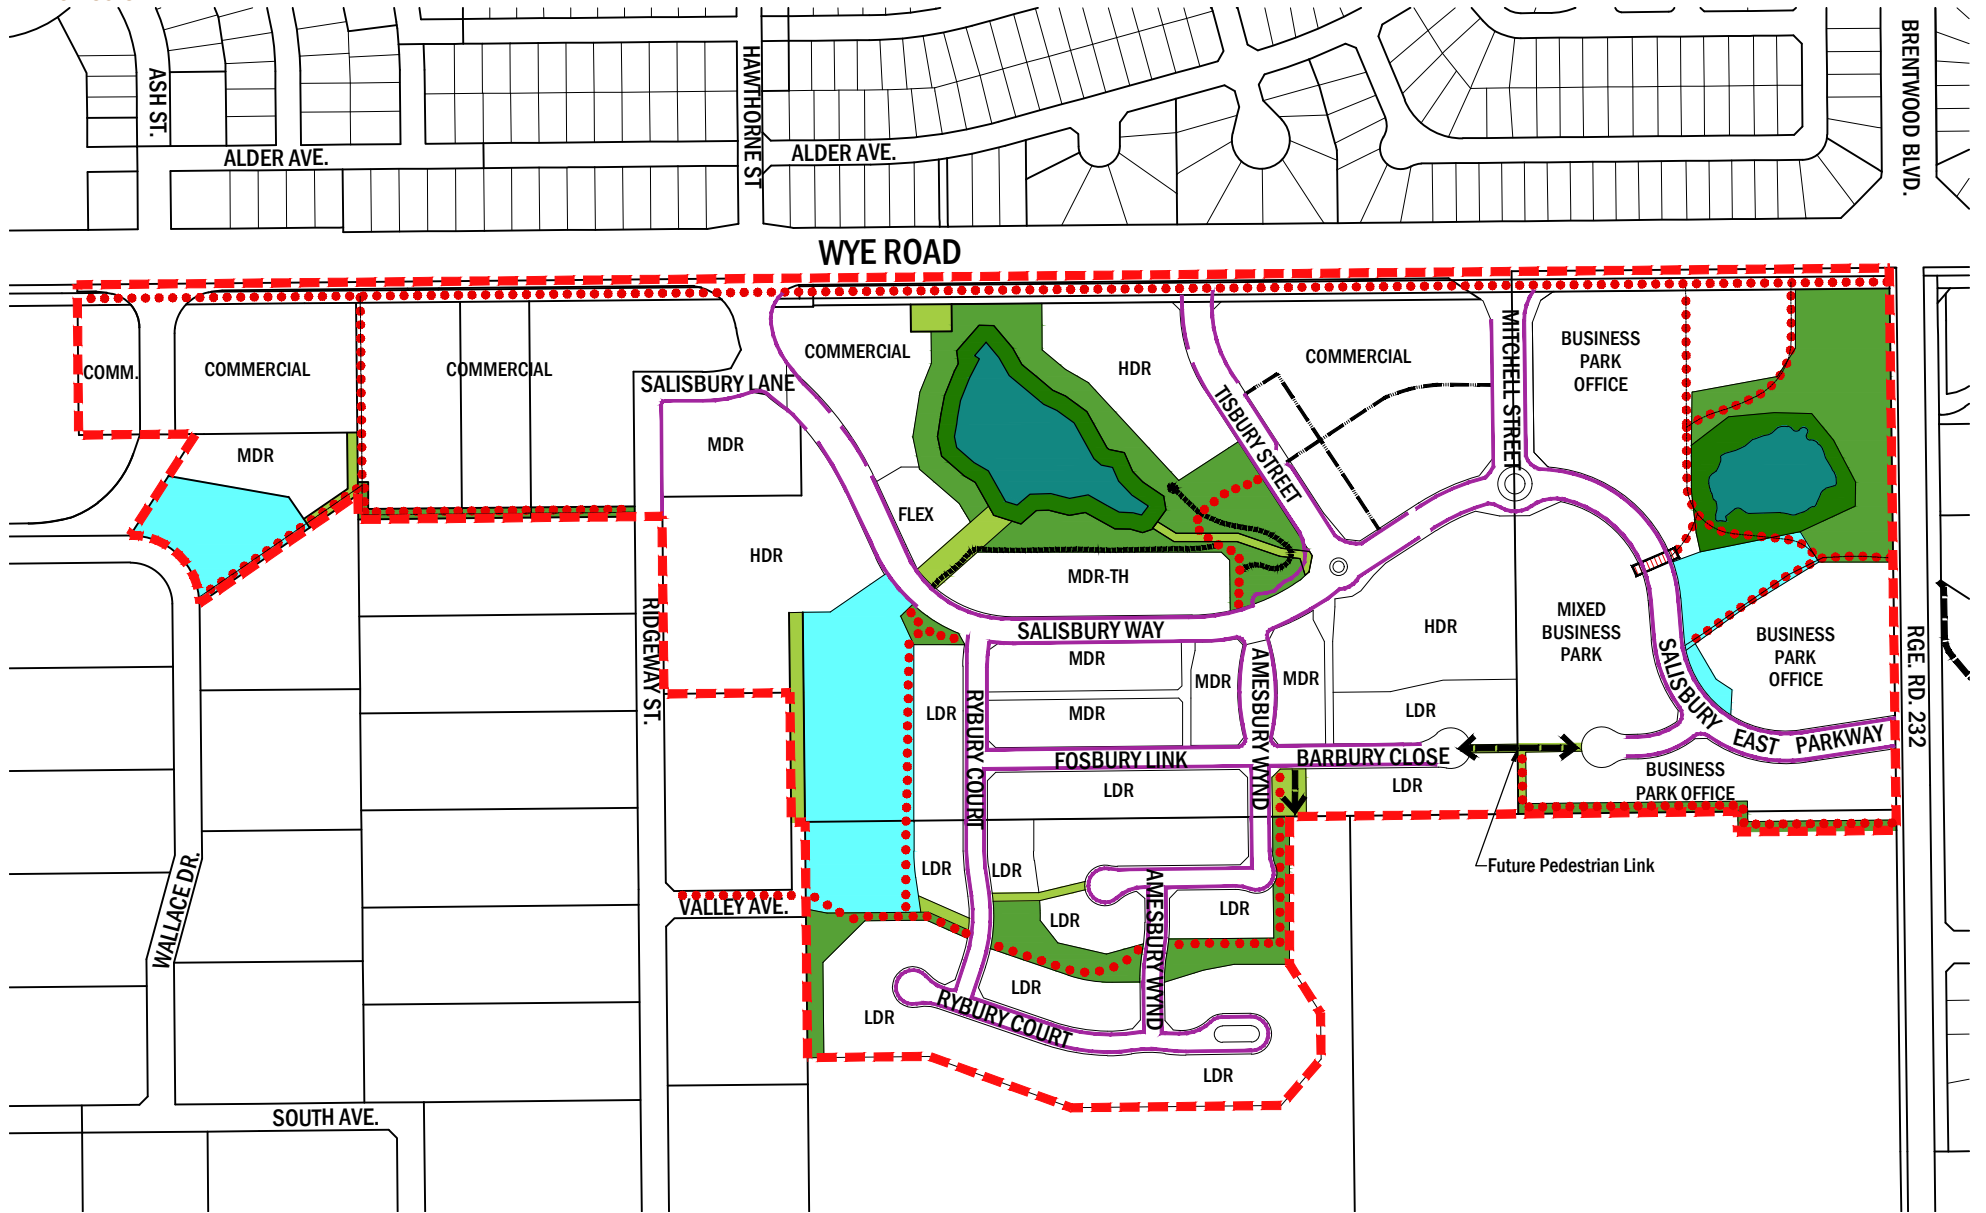 ASH ST.
HAWTHORNE ST
BRENTWOOD BLVD.
ALDER AVE.
ALDER AVE.
WYE ROAD
COMM.
COMMERCIAL
COMMERCIAL
SALISBURY LANE
COMMERCIAL
HDR
COMMERCIAL
MITCHELL STREET
BUSINESS
PARK
OFFICE
TISBURY STREET
MDR
MDR
FLEX
HDR
MDR-TH
RIDGEWAY ST.
SALISBURY WAY
HDR
MIXED
BUSINESS
PARK
BUSINESS
PARK
OFFICE
RGE. RD. 232
MDR
MDR
AMESBURY WYND
MDR
SALISBURY
LDR
RYBURY COURT
MDR
LDR
EAST PARKWAY
FOSBURY LINK
BARBURY CLOSE
LDR
LDR
BUSINESS
PARK OFFICE
Future Pedestrian Link
WALLACE DR.
LDR
LDR
VALLEY AVE.
LDR
AMESBURY WYND
LDR
LDR
RYBURY COURT
LDR
LDR
SOUTH AVE.